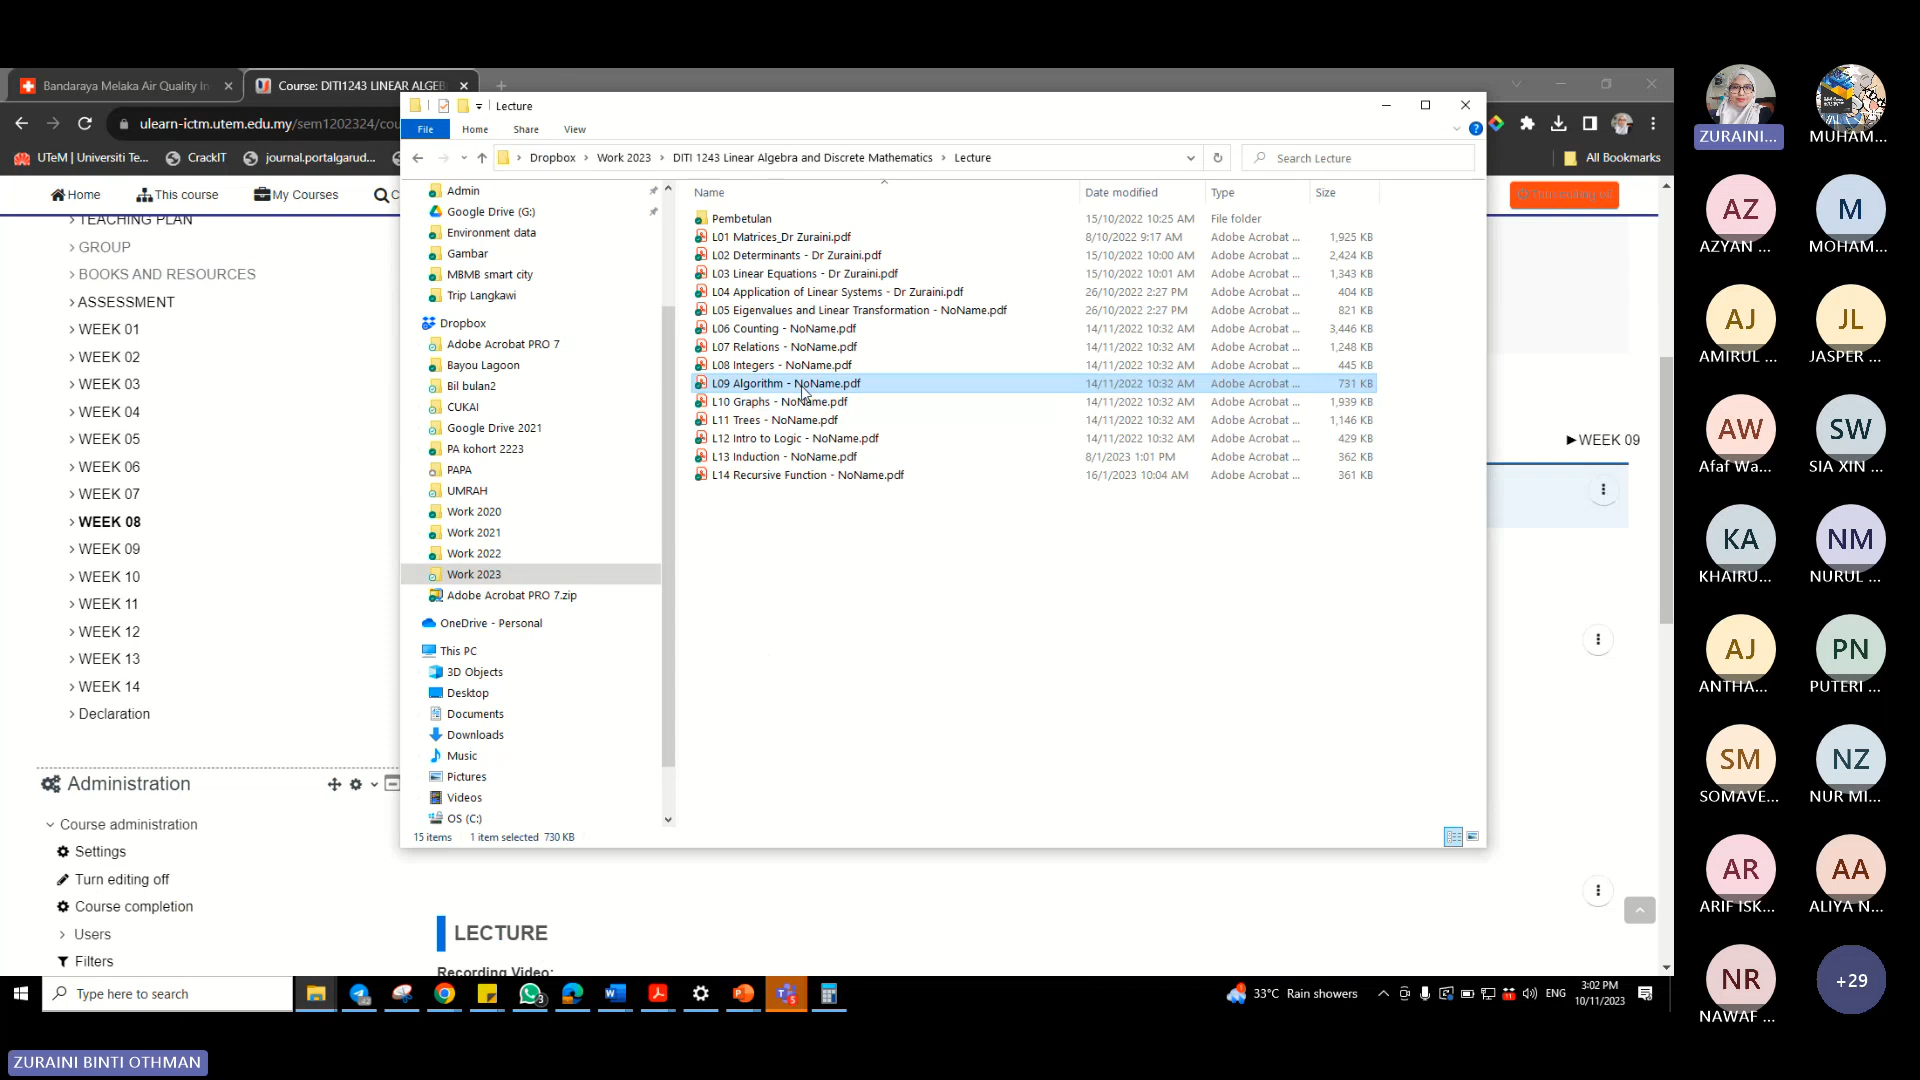 Bandaraya Melaka Air Quality In
Course: DITI1243 LINEAR ALGEB
ulearn-ictm.utem.edu.my/sem1202324/cou
UTeM | Universiti Te...
CrackIT
journal.portalgarud...
All Bookmarks
Home
This course
My Courses
TEACHING PLAN
GROUP
BOOKS AND RESOURCES
ASSESSMENT
WEEK 01
WEEK 02
WEEK 03
WEEK 04
WEEK 05
WEEK 06
WEEK 07
WEEK 08
WEEK 09
WEEK 10
WEEK 11
WEEK 12
WEEK 13
WEEK 14
Declaration
Administration
Course administration
Settings
Turn editing off
Course completion
Users
Filters
Lecture
File Home Share View
Dropbox › Work 2023 › DITI 1243 Linear Algebra and Discrete Mathematics › Lecture
Search Lecture
Admin
Google Drive (G:)
Environment data
Gambar
MBMB smart city
Trip Langkawi
Dropbox
Adobe Acrobat PRO 7
Bayou Lagoon
Bil bulan2
CUKAI
Google Drive 2021
PA kohort 2223
PAPA
UMRAH
Work 2020
Work 2021
Work 2022
Work 2023
Adobe Acrobat PRO 7.zip
OneDrive - Personal
This PC
3D Objects
Desktop
Documents
Downloads
Music
Pictures
Videos
OS (C:)
Name Date modified Type Size
Pembetulan 15/10/2022 10:25 AM File folder
L01 Matrices_Dr Zuraini.pdf 8/10/2022 9:17 AM Adobe Acrobat ... 1,925 KB
L02 Determinants - Dr Zuraini.pdf 15/10/2022 10:00 AM Adobe Acrobat ... 2,424 KB
L03 Linear Equations - Dr Zuraini.pdf 15/10/2022 10:01 AM Adobe Acrobat ... 1,343 KB
L04 Application of Linear Systems - Dr Zuraini.pdf 26/10/2022 2:27 PM Adobe Acrobat ... 404 KB
L05 Eigenvalues and Linear Transformation - NoName.pdf 26/10/2022 2:27 PM Adobe Acrobat ... 821 KB
L06 Counting - NoName.pdf 14/11/2022 10:32 AM Adobe Acrobat ... 3,446 KB
L07 Relations - NoName.pdf 14/11/2022 10:32 AM Adobe Acrobat ... 1,248 KB
L08 Integers - NoName.pdf 14/11/2022 10:32 AM Adobe Acrobat ... 445 KB
L09 Algorithm - NoName.pdf 14/11/2022 10:32 AM Adobe Acrobat ... 731 KB
L10 Graphs - NoName.pdf 14/11/2022 10:32 AM Adobe Acrobat ... 1,939 KB
L11 Trees - NoName.pdf 14/11/2022 10:32 AM Adobe Acrobat ... 1,146 KB
L12 Intro to Logic - NoName.pdf 14/11/2022 10:32 AM Adobe Acrobat ... 429 KB
L13 Induction - NoName.pdf 8/1/2023 1:01 PM Adobe Acrobat ... 362 KB
L14 Recursive Function - NoName.pdf 16/1/2023 10:04 AM Adobe Acrobat ... 361 KB
15 items 1 item selected 730 KB
►WEEK 09
LECTURE
Recording Video:
Type here to search
3
33°C Rain showers
ENG
3:02 PM
10/11/2023
ZURAINI BINTI OTHMAN
ZURAINI...
MUHAM...
AZ
AZYAN ...
M
MOHAM...
AJ
AMIRUL ...
JL
JASPER ...
AW
Afaf Wa...
SW
SIA XIN ...
KA
KHAIRU...
NM
NURUL ...
AJ
ANTHA...
PN
PUTERI ...
SM
SOMAVE...
NZ
NUR MI...
AR
ARIF ISK...
AA
ALIYA N...
NR
NAWAF ...
+29